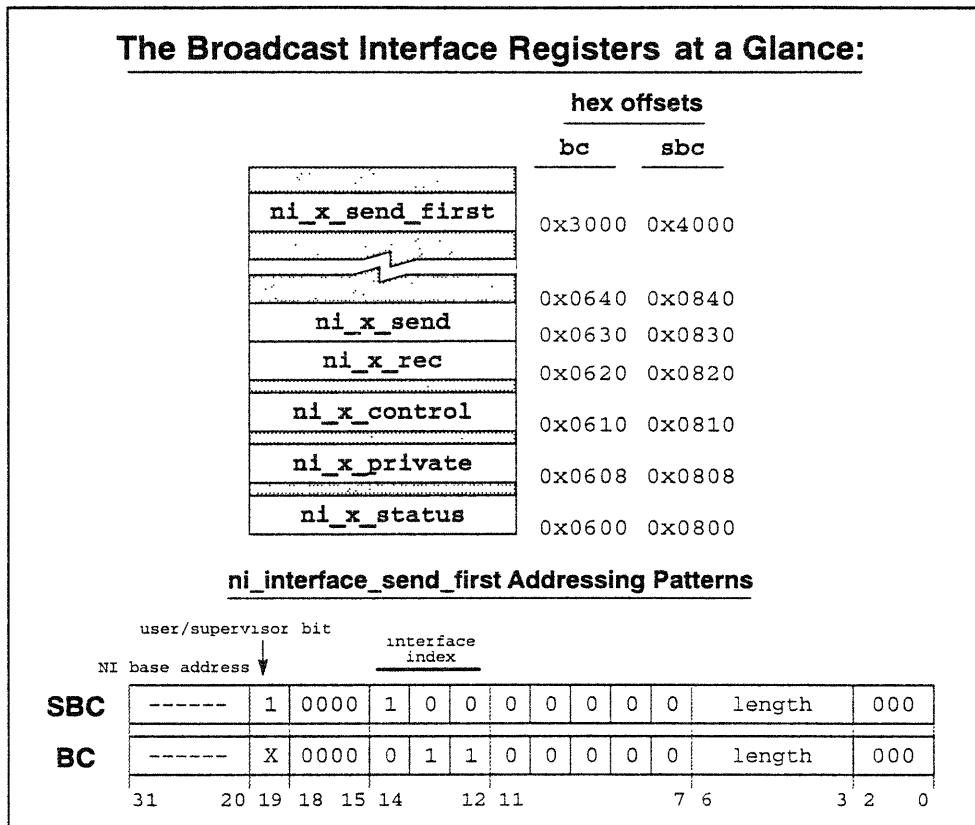 The Broadcast Interface Registers at a Glance:
hex offsets
bc sbc
ni_x_send_first 0x3000 0x4000
0x0640 0x0840
ni_x_send 0x0630 0x0830
ni_x_rec 0x0620 0x0820
ni_x_control 0x0610 0x0810
ni_x_private 0x0608 0x0808
ni_x_status 0x0600 0x0800
ni_interface_send_first Addressing Patterns
user/supervisor bit
interface
index
NI base address
SBC ------ 1 0000 1 0 0 0 0 0 0 0 length 000
BC ------ X 0000 0 1 1 0 0 0 0 0 length 000
31 20 19 18 15 14 12 11 7 6 3 2 0